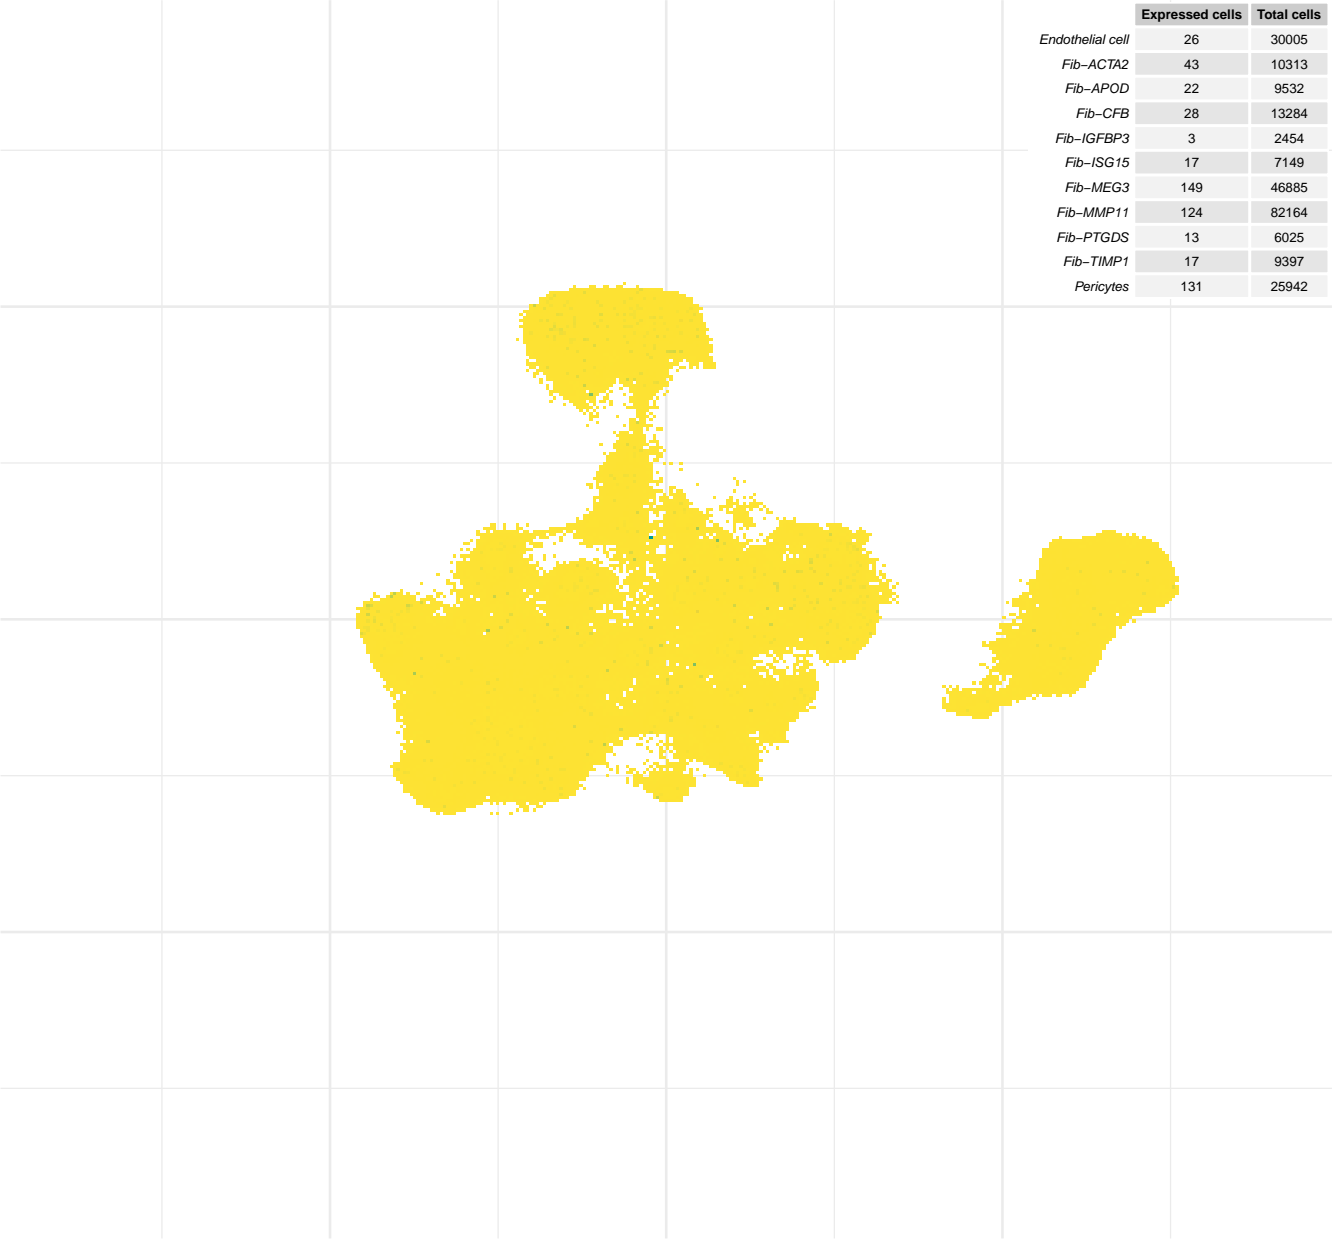 Expressed cells Total cells
Endothelial cell 26 30005
Fib−ACTA2 43 10313
Fib−APOD 22 9532
Fib−CFB 28 13284
Fib−IGFBP3 3 2454
Fib−ISG15 17 7149
Fib−MEG3 149 46885
Fib−MMP11 124 82164
Fib−PTGDS 13 6025
Fib−TIMP1 17 9397
Pericytes 131 25942